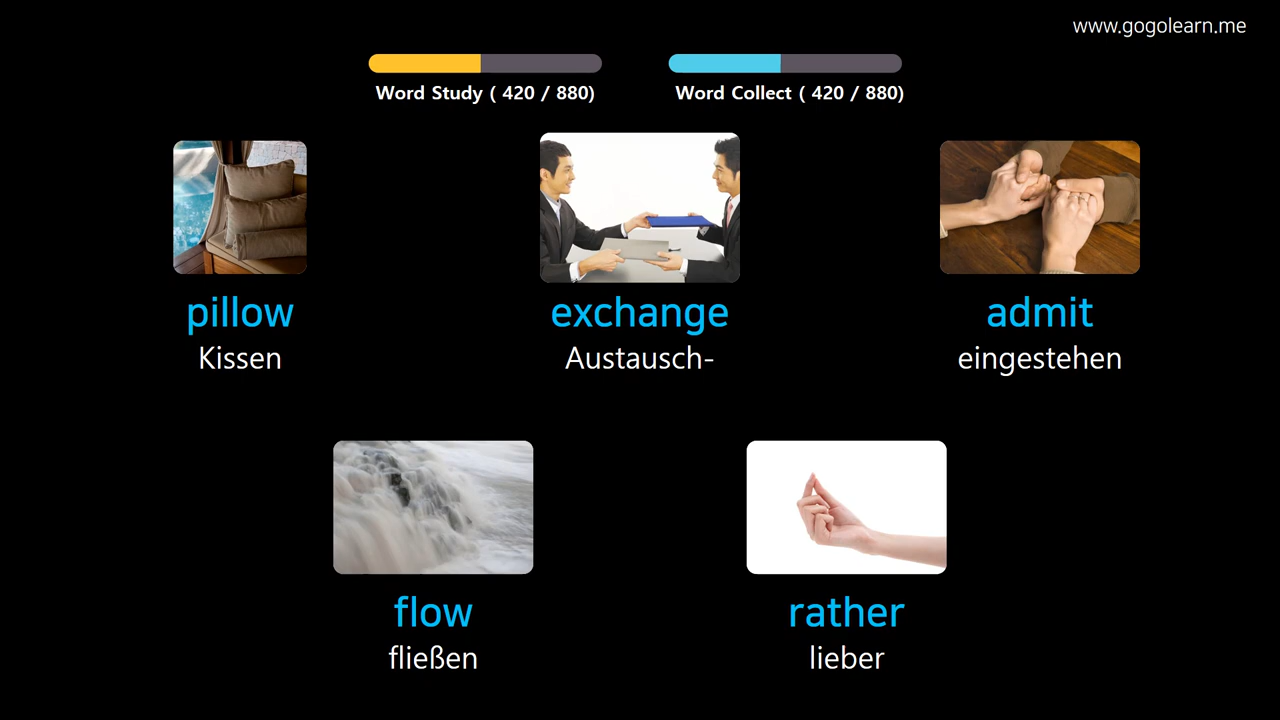 www.gogolearn.me
Word Study ( 420 / 880)
Word Collect ( 420 / 880)
pillow
Kissen
exchange
Austausch-
admit
eingestehen
flow
fließen
rather
lieber